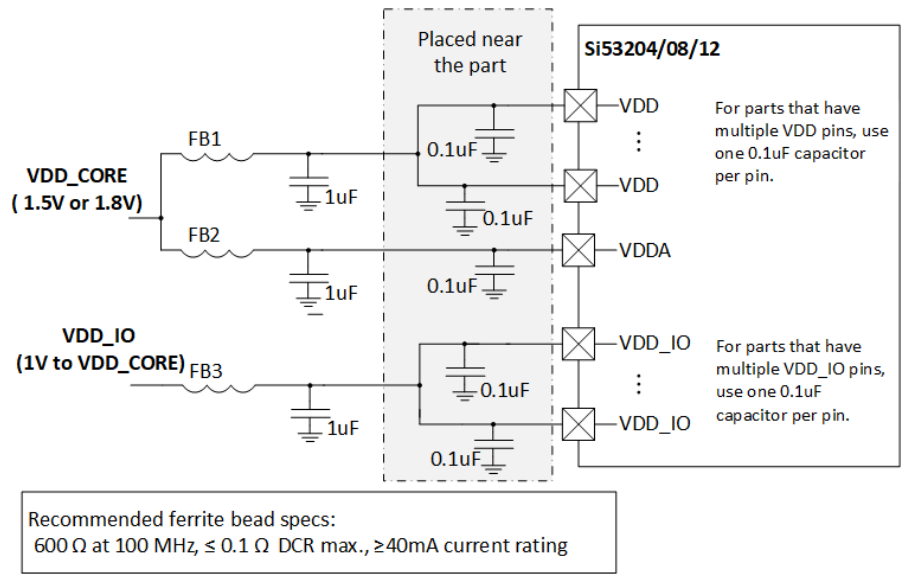 Placed near
the part
Si53204/08/12
VDD
For parts that have
multiple VDD pins, use
one 0.1uF capacitor
per pin.
FB1
0.1uF
VDD_CORE
( 1.5V or 1.8V)
1uF
VDD
0.1uF
FB2
VDDA
1uF
0.1uF
VDD_IO
(1V to VDD_CORE)
FB3
VDD_IO
For parts that have
multiple VDD_IO pins,
use one 0.1uF
capacitor per pin.
0.1uF
1uF
VDD_IO
0.1uF
Recommended ferrite bead specs:
600 Ω at 100 MHz, ≤ 0.1 Ω  DCR max., ≥40mA current rating